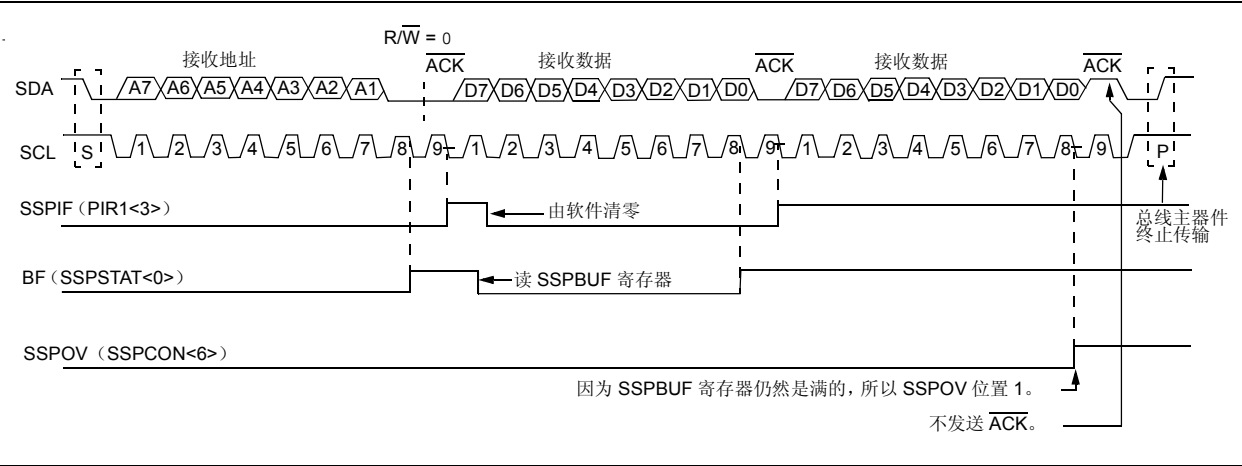 R/W = 0
接收地址 ACK 接收数据 ACK 接收数据 ACK
SDA A7 A6 A5 A4 A3 A2 A1 D7 D6 D5 D4 D3 D2 D1 D0 D7 D6 D5 D4 D3 D2 D1 D0
SCL S 1 2 3 4 5 6 7 8 9 1 2 3 4 5 6 7 8 9 1 2 3 4 5 6 7 8 9 P
SSPIF（PIR1<3>） 由软件清零
总线主器件
终止传输
BF（SSPSTAT<0>） 读 SSPBUF 寄存器
SSPOV（SSPCON<6>）
因为 SSPBUF 寄存器仍然是满的，所以 SSPOV 位置 1。
不发送 ACK。